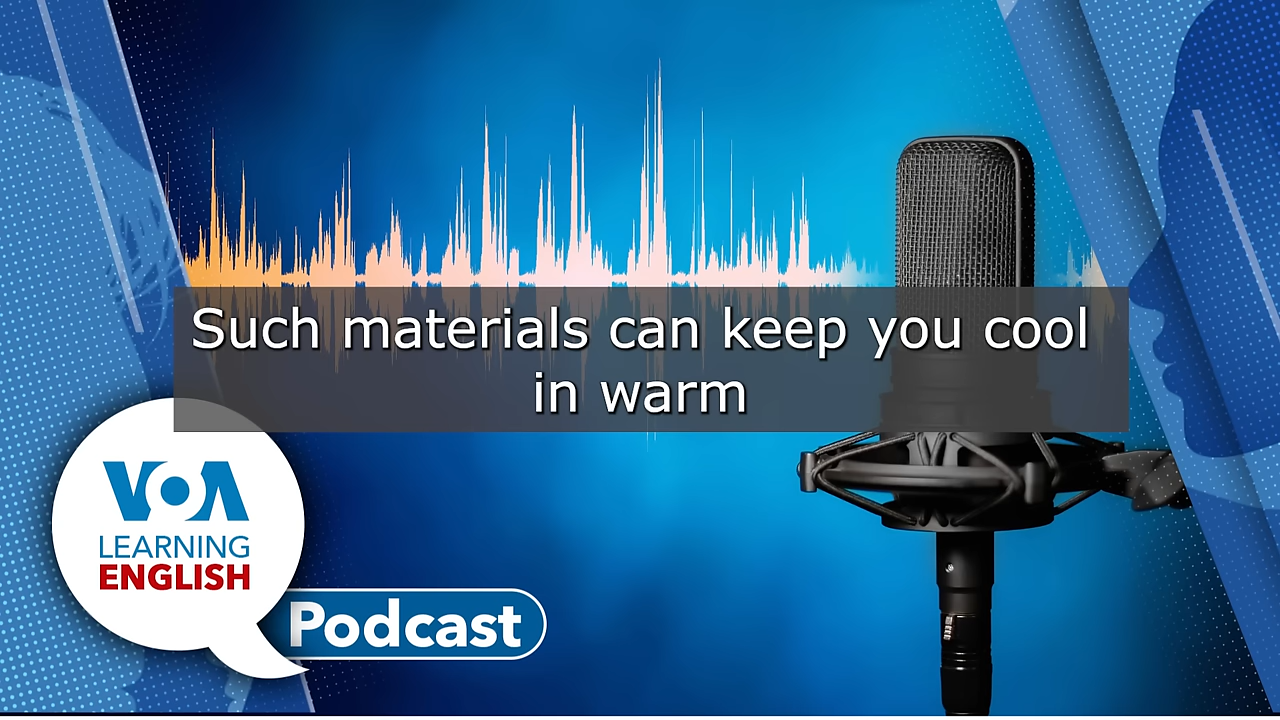 Such materials can keep you cool
in warm
VOA
LEARNING
ENGLISH
Podcast